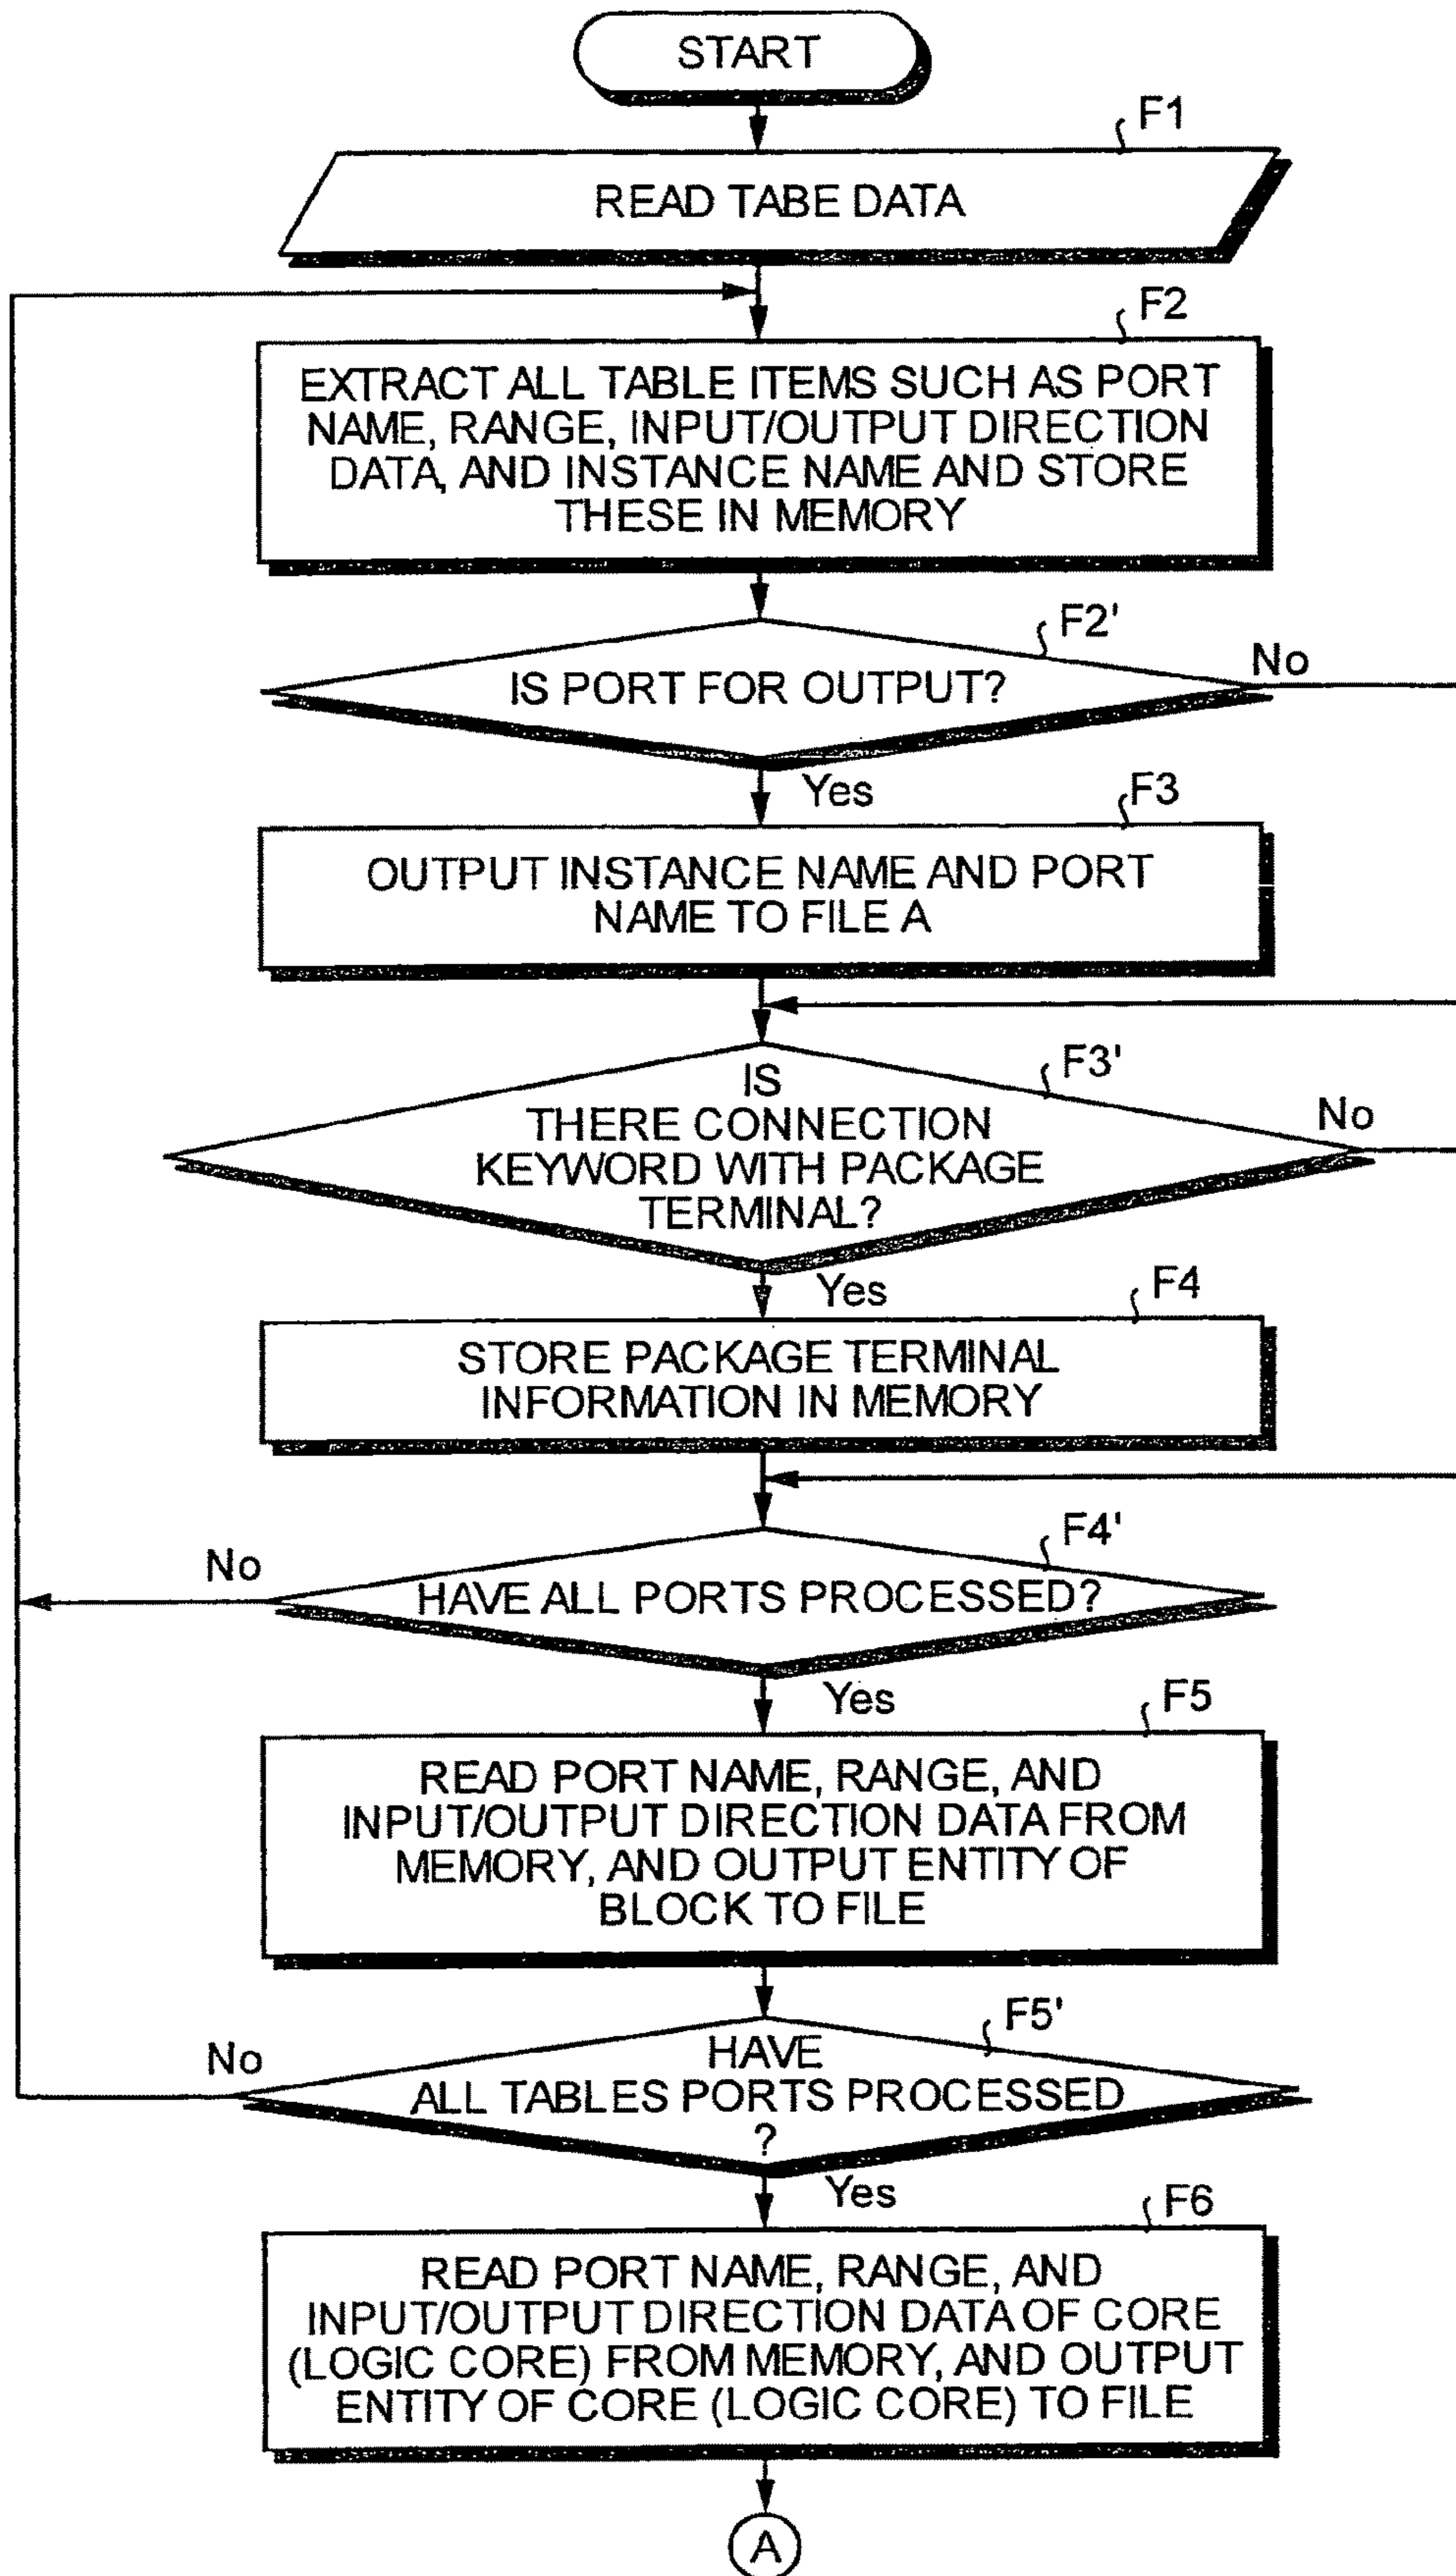 START
F1
READ TABE DATA
F2
EXTRACT ALL TABLE ITEMS SUCH AS PORT
NAME, RANGE, INPUT/OUTPUT DIRECTION
DATA, AND INSTANCE NAME AND STORE
THESE IN MEMORY
F2'
IS PORT FOR OUTPUT?
No
Yes
F3
OUTPUT INSTANCE NAME AND PORT
NAME TO FILE A
F3'
IS
THERE CONNECTION
KEYWORD WITH PACKAGE
TERMINAL?
No
Yes
F4
STORE PACKAGE TERMINAL
INFORMATION IN MEMORY
F4'
No
HAVE ALL PORTS PROCESSED?
Yes
F5
READ PORT NAME, RANGE, AND
INPUT/OUTPUT DIRECTION DATA FROM
MEMORY, AND OUTPUT ENTITY OF
BLOCK TO FILE
F5'
No
HAVE
ALL TABLES PORTS PROCESSED
?
Yes
F6
READ PORT NAME, RANGE, AND
INPUT/OUTPUT DIRECTION DATA OF CORE
(LOGIC CORE) FROM MEMORY, AND OUTPUT
ENTITY OF CORE (LOGIC CORE) TO FILE
A